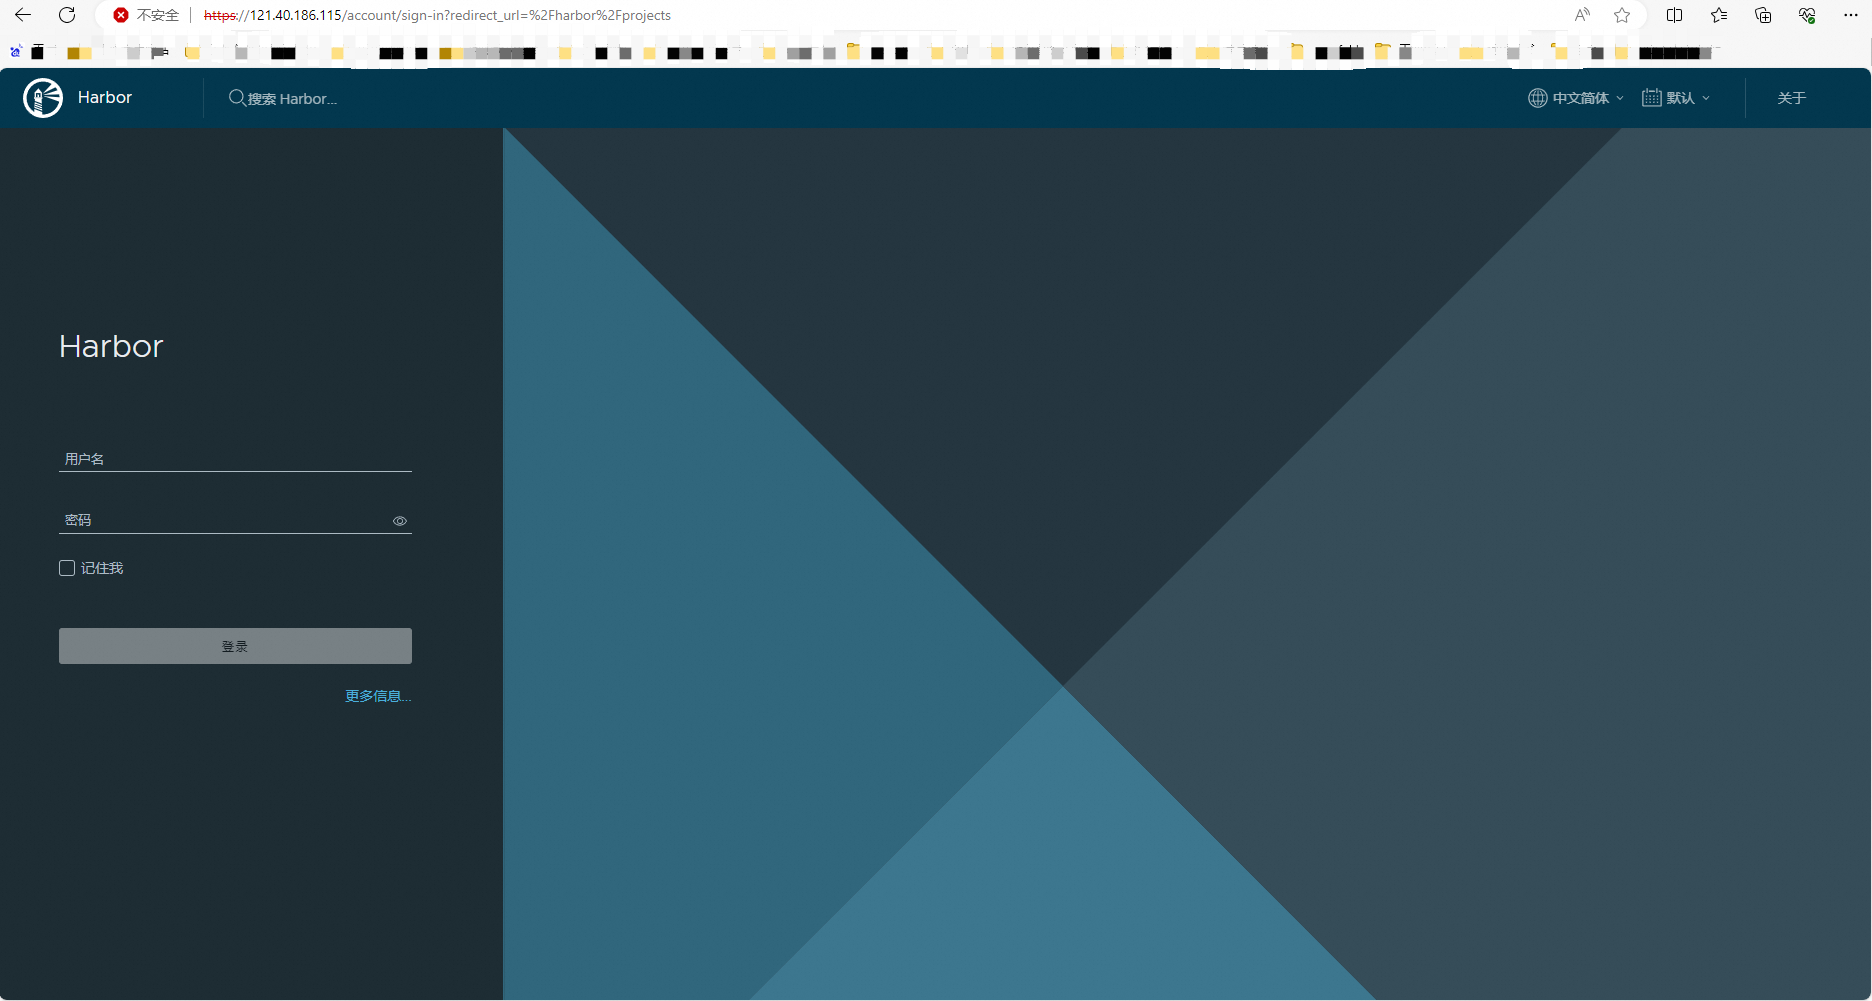 不安全 https://121.40.186.115/account/sign-in?redirect_url=%2Fharbor%2Fprojects
Harbor 搜索 Harbor... 中文简体 默认 关于
Harbor
用户名
密码
记住我
登录
更多信息...